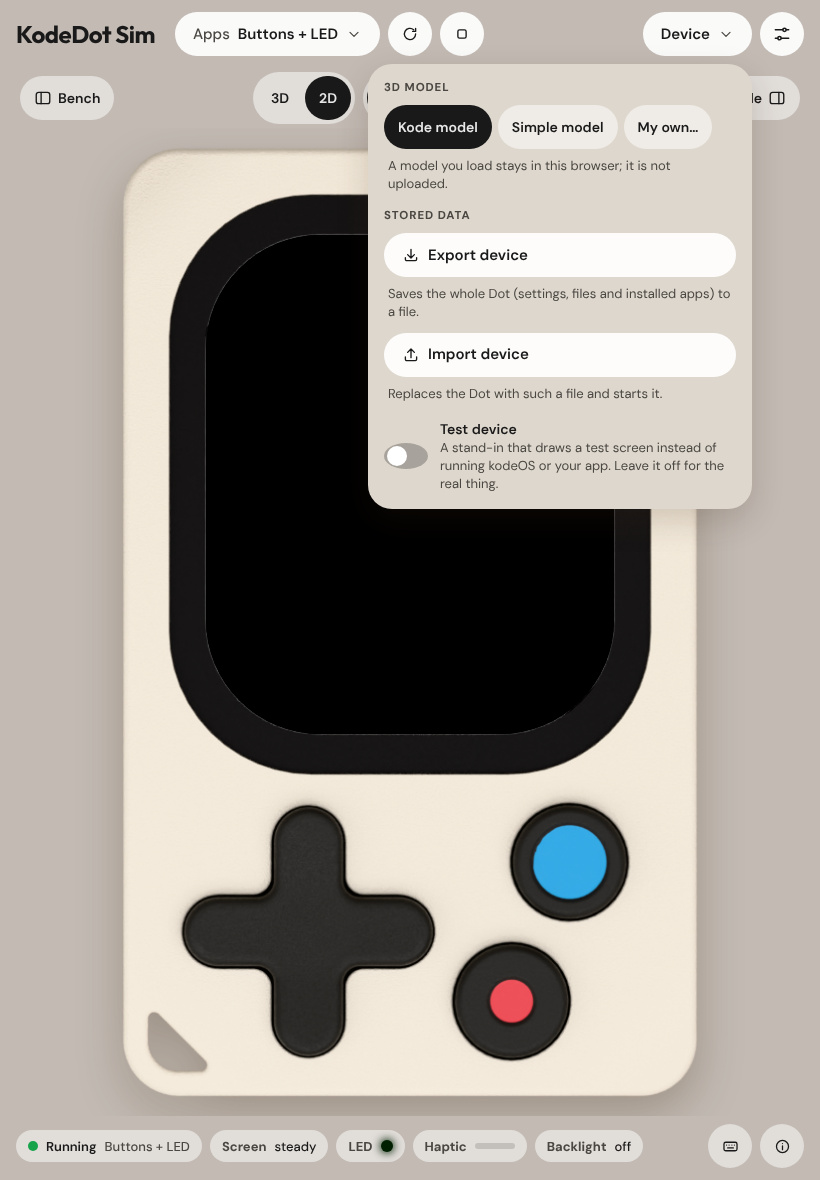 KodeDot Sim
Apps Buttons + LED
Device
Bench
3D
2D
3D MODEL
Kode model
Simple model
My own...
A model you load stays in this browser; it is not
uploaded.
STORED DATA
Export device
Saves the whole Dot (settings, files and installed apps) to
a file.
Import device
Replaces the Dot with such a file and starts it.
Test device
A stand-in that draws a test screen instead of
running kodeOS or your app. Leave it off for the
real thing.
Running Buttons + LED
Screen steady
LED
Haptic
Backlight off